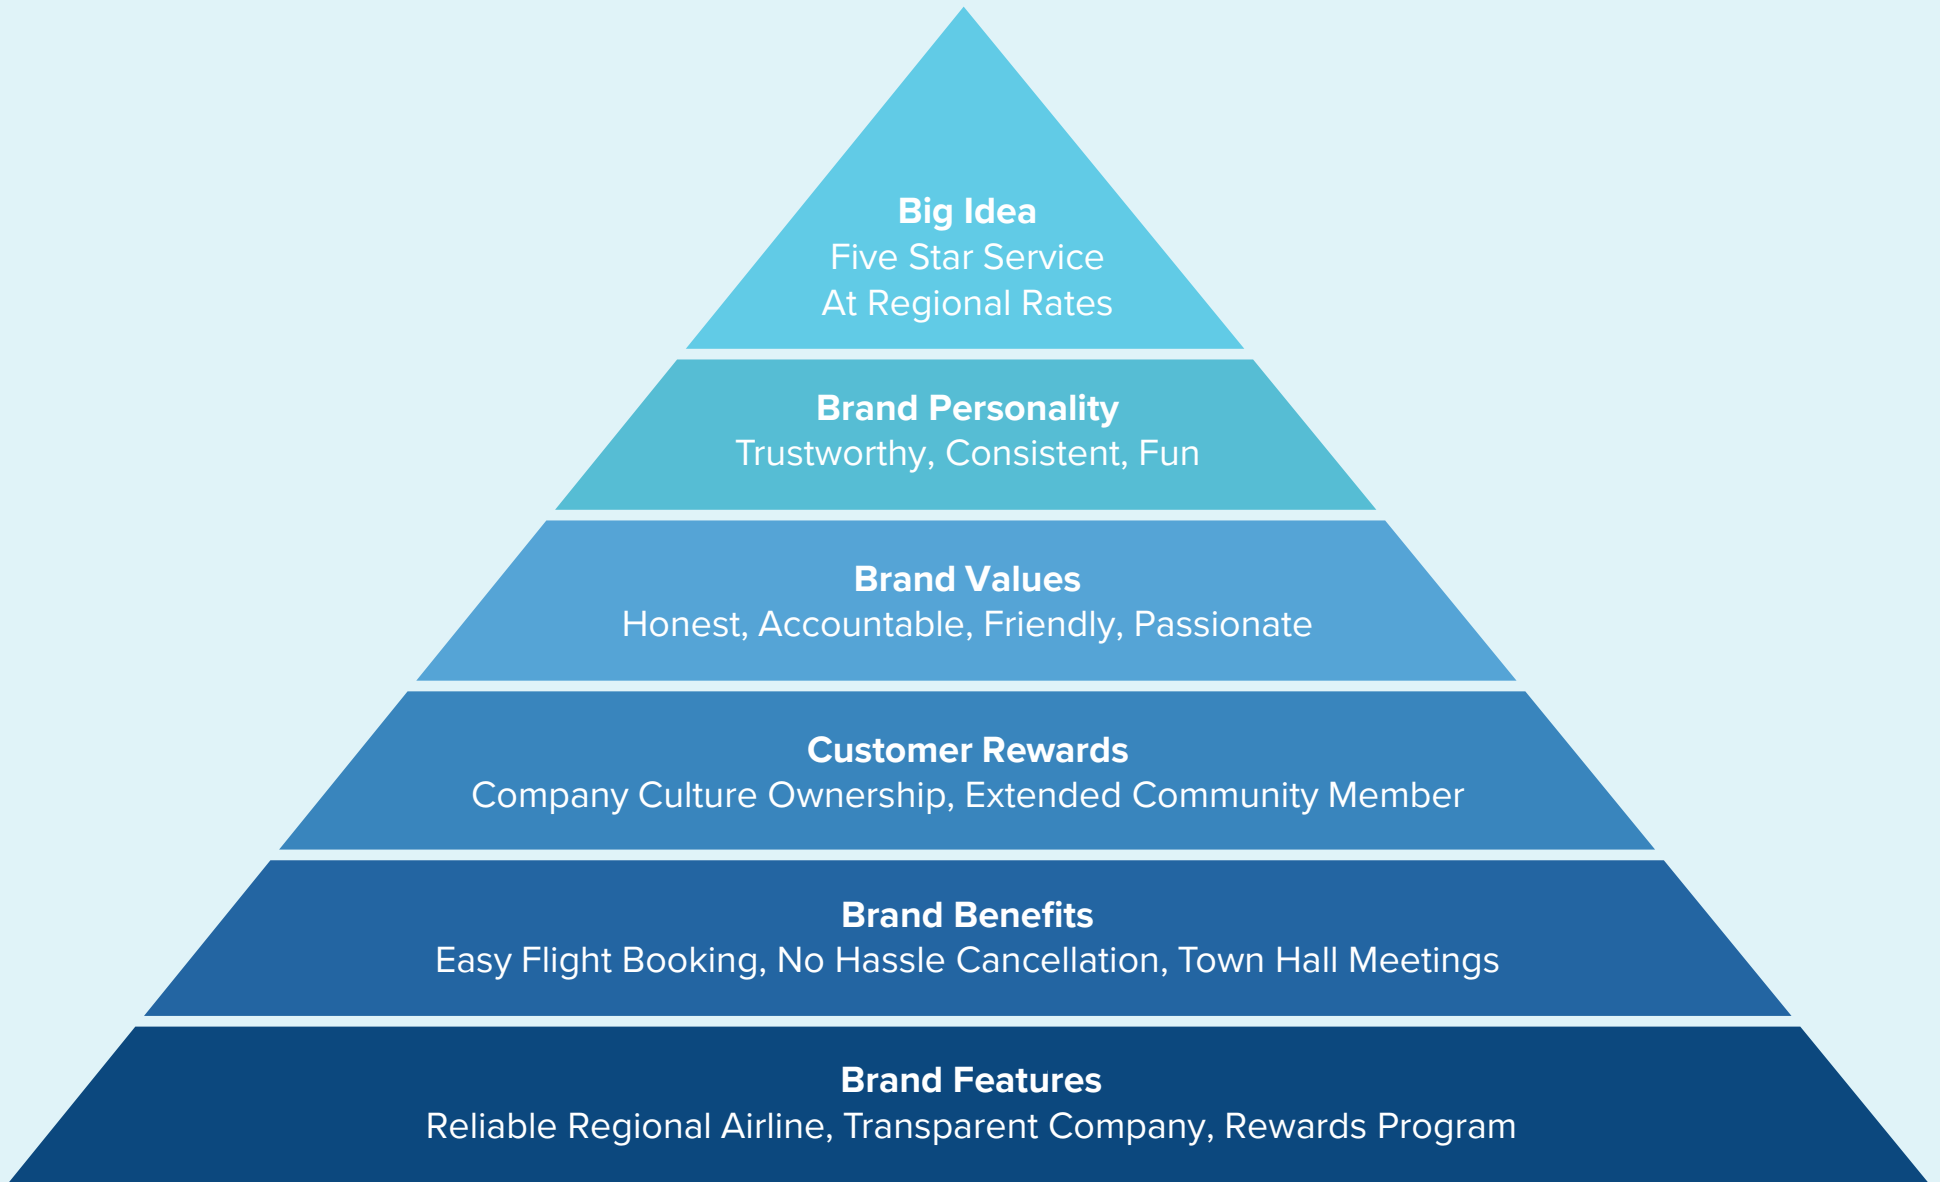 Big Idea
Five Star Service
At Regional Rates
Brand Personality
Trustworthy, Consistent, Fun
Brand Values
Honest, Accountable, Friendly, Passionate
Customer Rewards
Company Culture Ownership, Extended Community Member
Brand Benefits
Easy Flight Booking, No Hassle Cancellation, Town Hall Meetings
Brand Features
Reliable Regional Airline, Transparent Company, Rewards Program